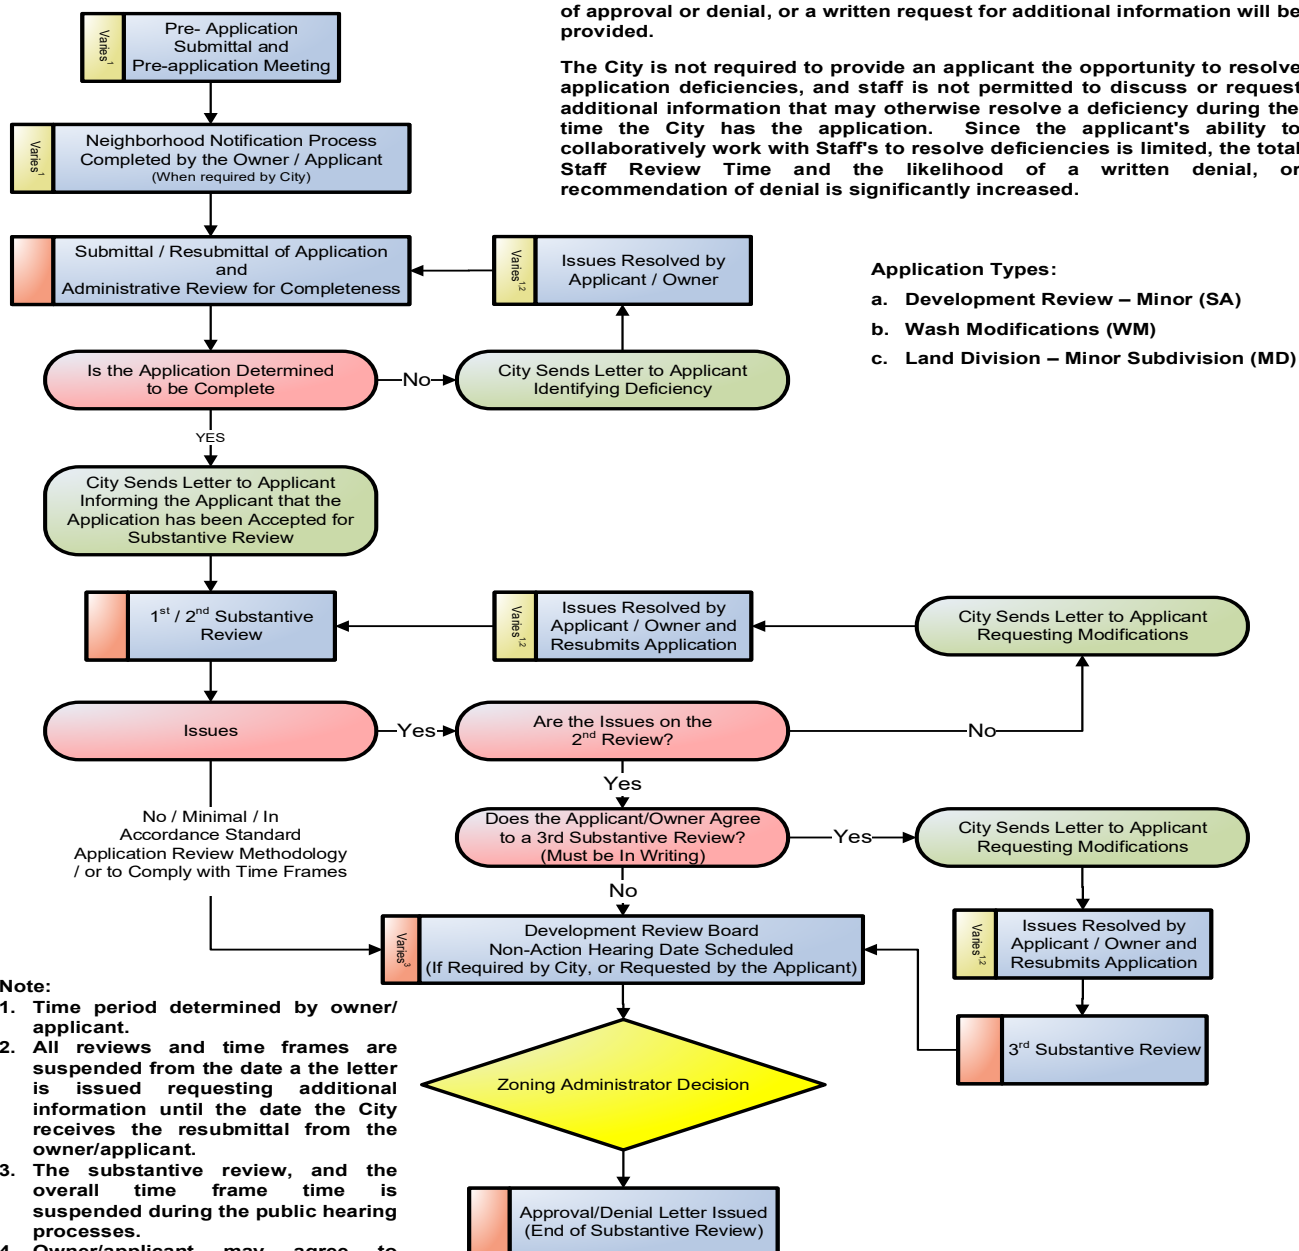 of approval or denial, or a written request for additional information will be
provided.
The City is not required to provide an applicant the opportunity to resolve
application deficiencies, and staff is not permitted to discuss or request
additional information that may otherwise resolve a deficiency during the
time the City has the application. Since the applicant's ability to
collaboratively work with Staff's to resolve deficiencies is limited, the total
Staff Review Time and the likelihood of a written denial, or
recommendation of denial is significantly increased.
Varies1
Pre- Application
Submittal and
Pre-application Meeting
Varies1
Neighborhood Notification Process
Completed by the Owner / Applicant
(When required by City)
Submittal / Resubmittal of Application
and
Administrative Review for Completeness
Varies1,2
Issues Resolved by
Applicant / Owner
Application Types:
a. Development Review – Minor (SA)
b. Wash Modifications (WM)
c. Land Division – Minor Subdivision (MD)
Is the Application Determined
to be Complete
No
City Sends Letter to Applicant
Identifying Deficiency
YES
City Sends Letter to Applicant
Informing the Applicant that the
Application has been Accepted for
Substantive Review
1st / 2nd Substantive
Review
Varies1,2
Issues Resolved by
Applicant / Owner and
Resubmits Application
City Sends Letter to Applicant
Requesting Modifications
Issues
Yes
Are the Issues on the
2nd Review?
No
Yes
No / Minimal / In
Accordance Standard
Application Review Methodology
/ or to Comply with Time Frames
Does the Applicant/Owner Agree
to a 3rd Substantive Review?
(Must be In Writing)
Yes
City Sends Letter to Applicant
Requesting Modifications
No
Varies3
Development Review Board
Non-Action Hearing Date Scheduled
(If Required by City, or Requested by the Applicant)
Varies1,2
Issues Resolved by
Applicant / Owner and
Resubmits Application
3rd Substantive Review
Zoning Administrator Decision
Approval/Denial Letter Issued
(End of Substantive Review)
Note:
1. Time period determined by owner/
applicant.
2. All reviews and time frames are
suspended from the date a the letter
is issued requesting additional
information until the date the City
receives the resubmittal from the
owner/applicant.
3. The substantive review, and the
overall time frame time is
suspended during the public hearing
processes.
4. Owner/applicant may agree to